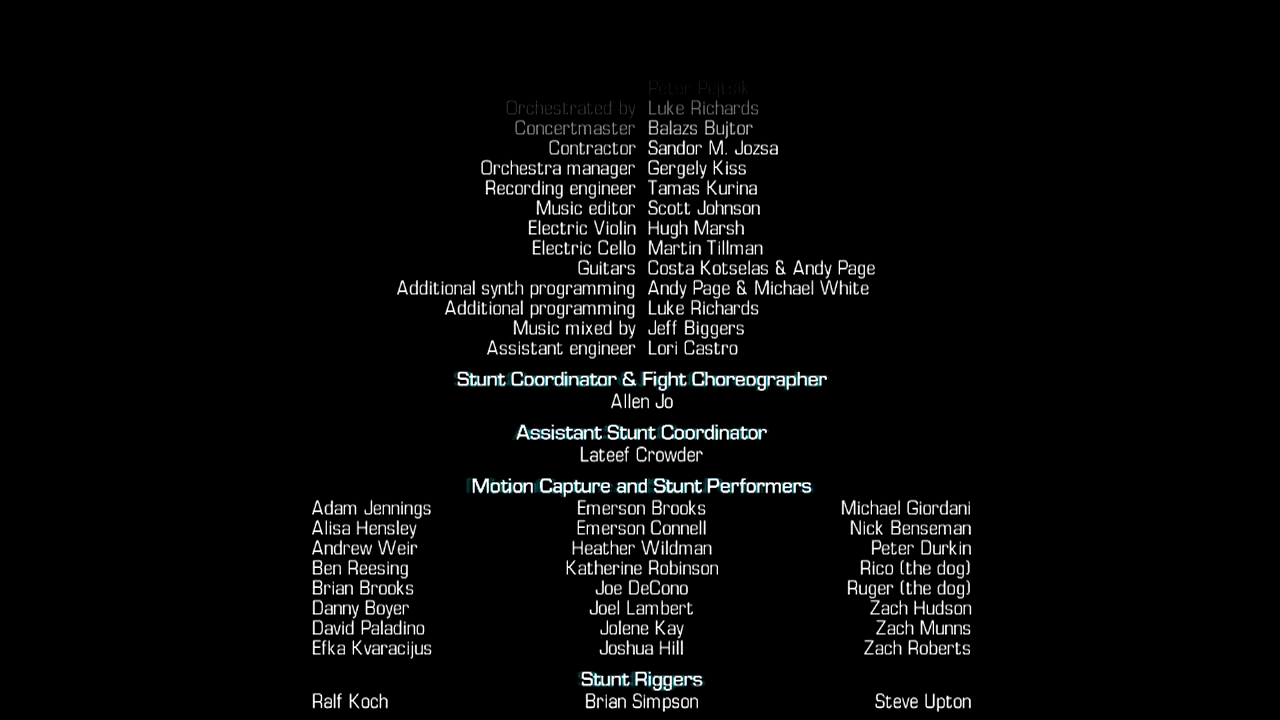 Peter Pejtsik
Orchestrated by Luke Richards
Concertmaster Balazs Bujtor
Contractor Sandor M. Jozsa
Orchestra manager Gergely Kiss
Recording engineer Tamas Kurina
Music editor Scott Johnson
Electric Violin Hugh Marsh
Electric Cello Martin Tillman
Guitars Costa Kotselas & Andy Page
Additional synth programming Andy Page & Michael White
Additional programming Luke Richards
Music mixed by Jeff Biggers
Assistant engineer Lori Castro
Stunt Coordinator & Fight Choreographer
Allen Jo
Assistant Stunt Coordinator
Lateef Crowder
Motion Capture and Stunt Performers
Adam Jennings Emerson Brooks Michael Giordani
Alisa Hensley Emerson Connell Nick Benseman
Andrew Weir Heather Wildman Peter Durkin
Ben Reesing Katherine Robinson Rico (the dog)
Brian Brooks Joe DeCono Ruger (the dog)
Danny Boyer Joel Lambert Zach Hudson
David Paladino Jolene Kay Zach Munns
Efka Kvaracijus Joshua Hill Zach Roberts
Stunt Riggers
Ralf Koch Brian Simpson Steve Upton